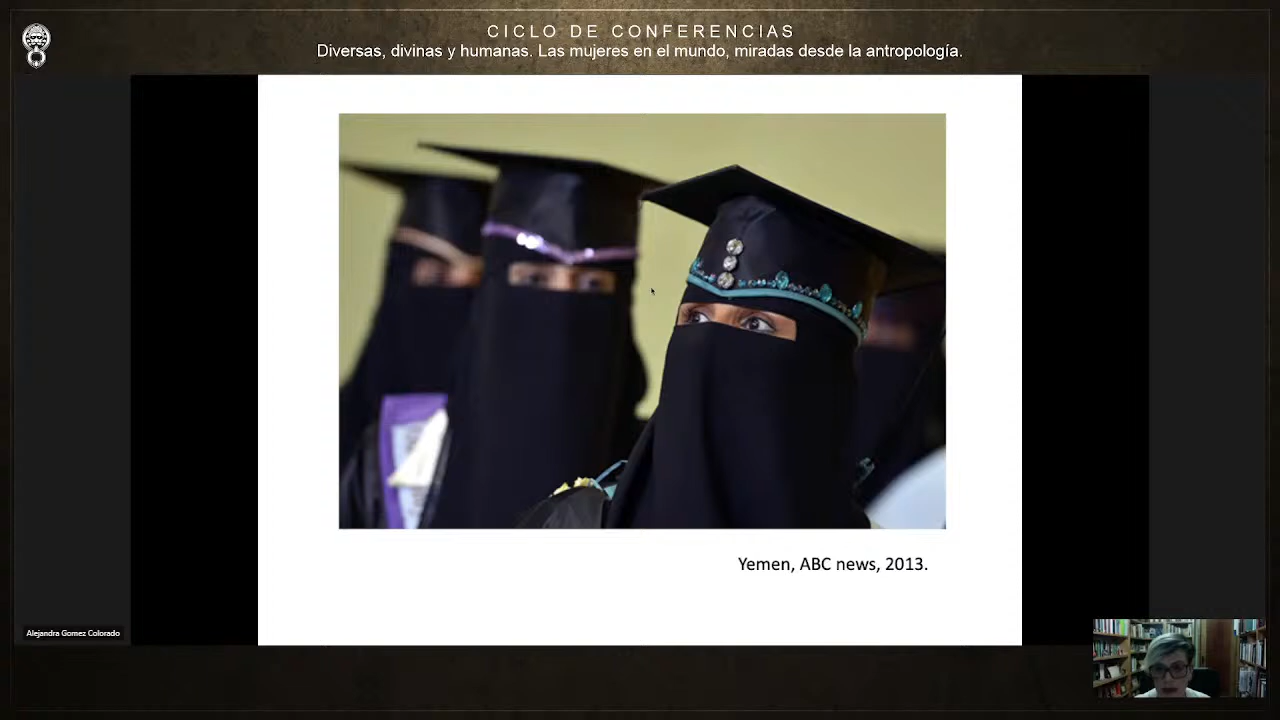 CICLO DE CONFERENCIAS
Diversas, divinas y humanas. Las mujeres en el mundo, miradas desde la antropología.
Yemen, ABC news, 2013.
Alejandra Gomez Colorado